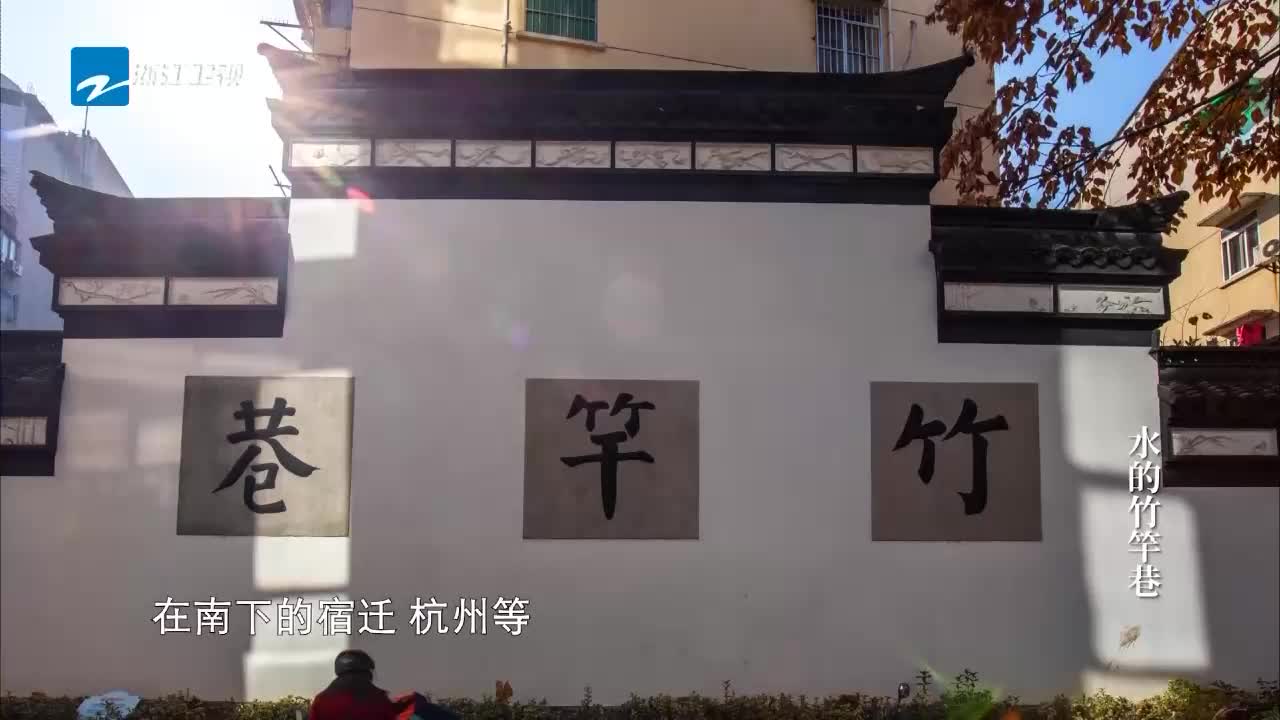 浙江卫视
巷竿竹
水的竹竿巷
在南下的宿迁 杭州等